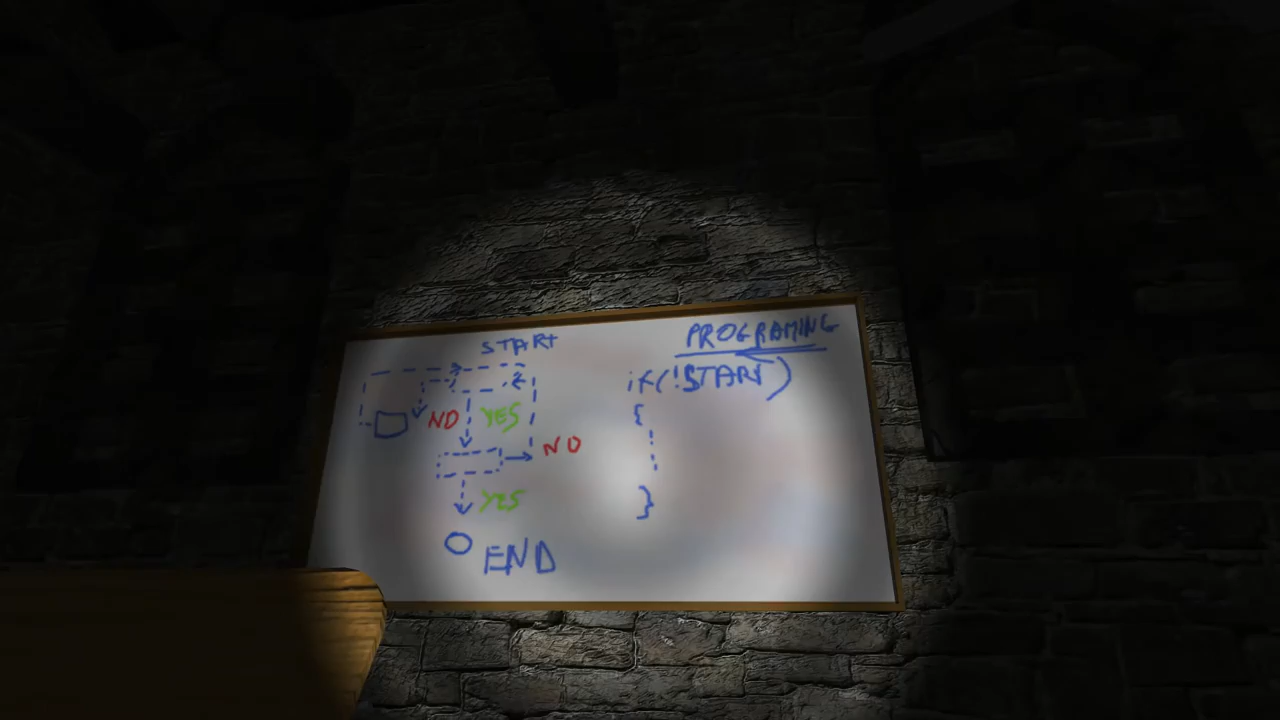 START
NO YES
NO
YES
END
PROGRAMING
if(!START)
{
}